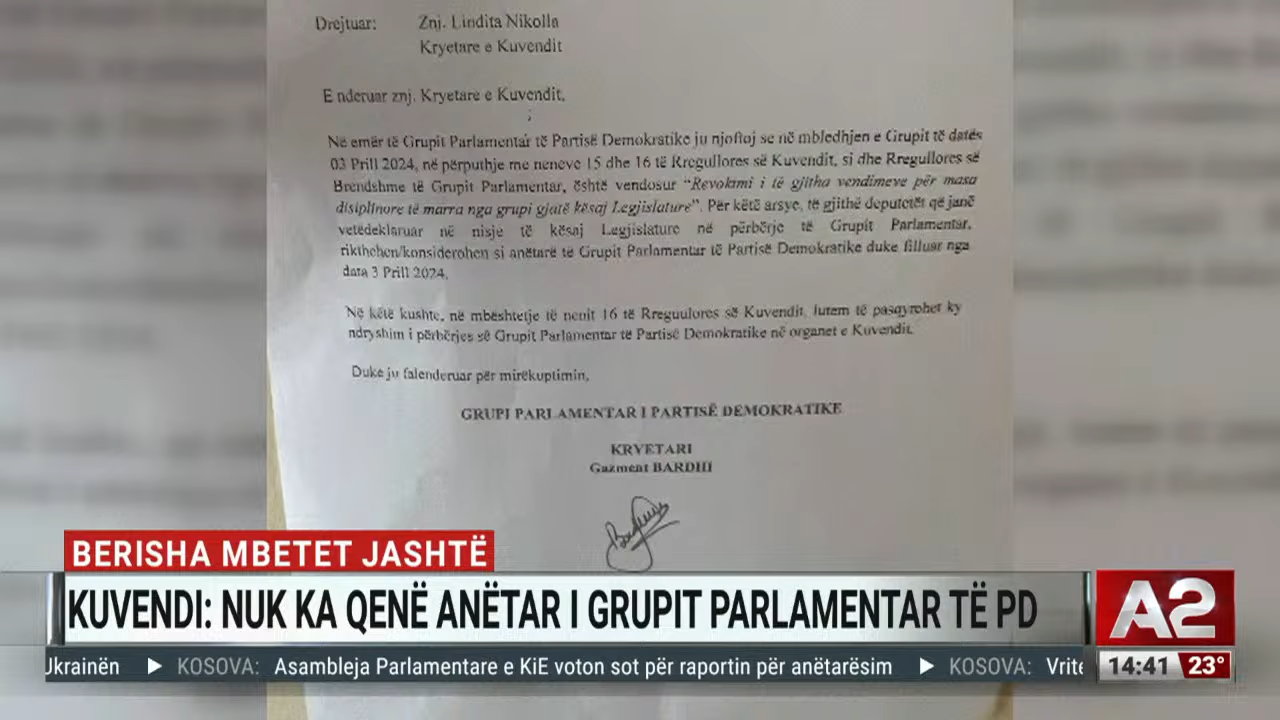 Drejtuar: Znj. Lindita Nikolla
Kryetare e Kuvendit
E nderuar znj. Kryetare e Kuvendit,
Në emër të Grupit Parlamentar të Partisë Demokratike ju njoftoj se në mbledhjen e Grupit të datës
03 Prill 2024, në përputhje me neneve 15 dhe 16 të Rregullores së Kuvendit, si dhe Rregullores së
Brendshme të Grupit Parlamentar, është vendosur “Revokimi i të gjitha vendimeve për masa
disiplinore të marra nga grupi gjatë kësaj Legjislature”. Për këtë arsye, të gjithë deputetët që janë
vetëdeklaruar në nisje të kësaj Legjislature në përbërje të Grupit Parlamentar,
rikthehen/konsiderohen si anëtarë të Grupit Parlamentar të Partisë Demokratike duke filluar nga
data 3 Prill 2024.
Në këtë kushte, në mbështetje të nenit 16 të Rreguulores së Kuvendit, lutem të pasqyrohet ky
ndryshim i përbërjes së Grupit Parlamentar të Partisë Demokratike në organet e Kuvendit.
Duke ju falenderuar për mirëkuptimin,
GRUPI PARLAMENTAR I PARTISË DEMOKRATIKE
KRYETARI
Gazment BARDHI
BERISHA MBETET JASHTË
KUVENDI: NUK KA QENË ANËTAR I GRUPIT PARLAMENTAR TË PD
A2
Jkrainën ▶ KOSOVA: Asambleja Parlamentare e KiE voton sot për raportin për anëtarësim ▶ KOSOVA: Vrite
14:41 23°